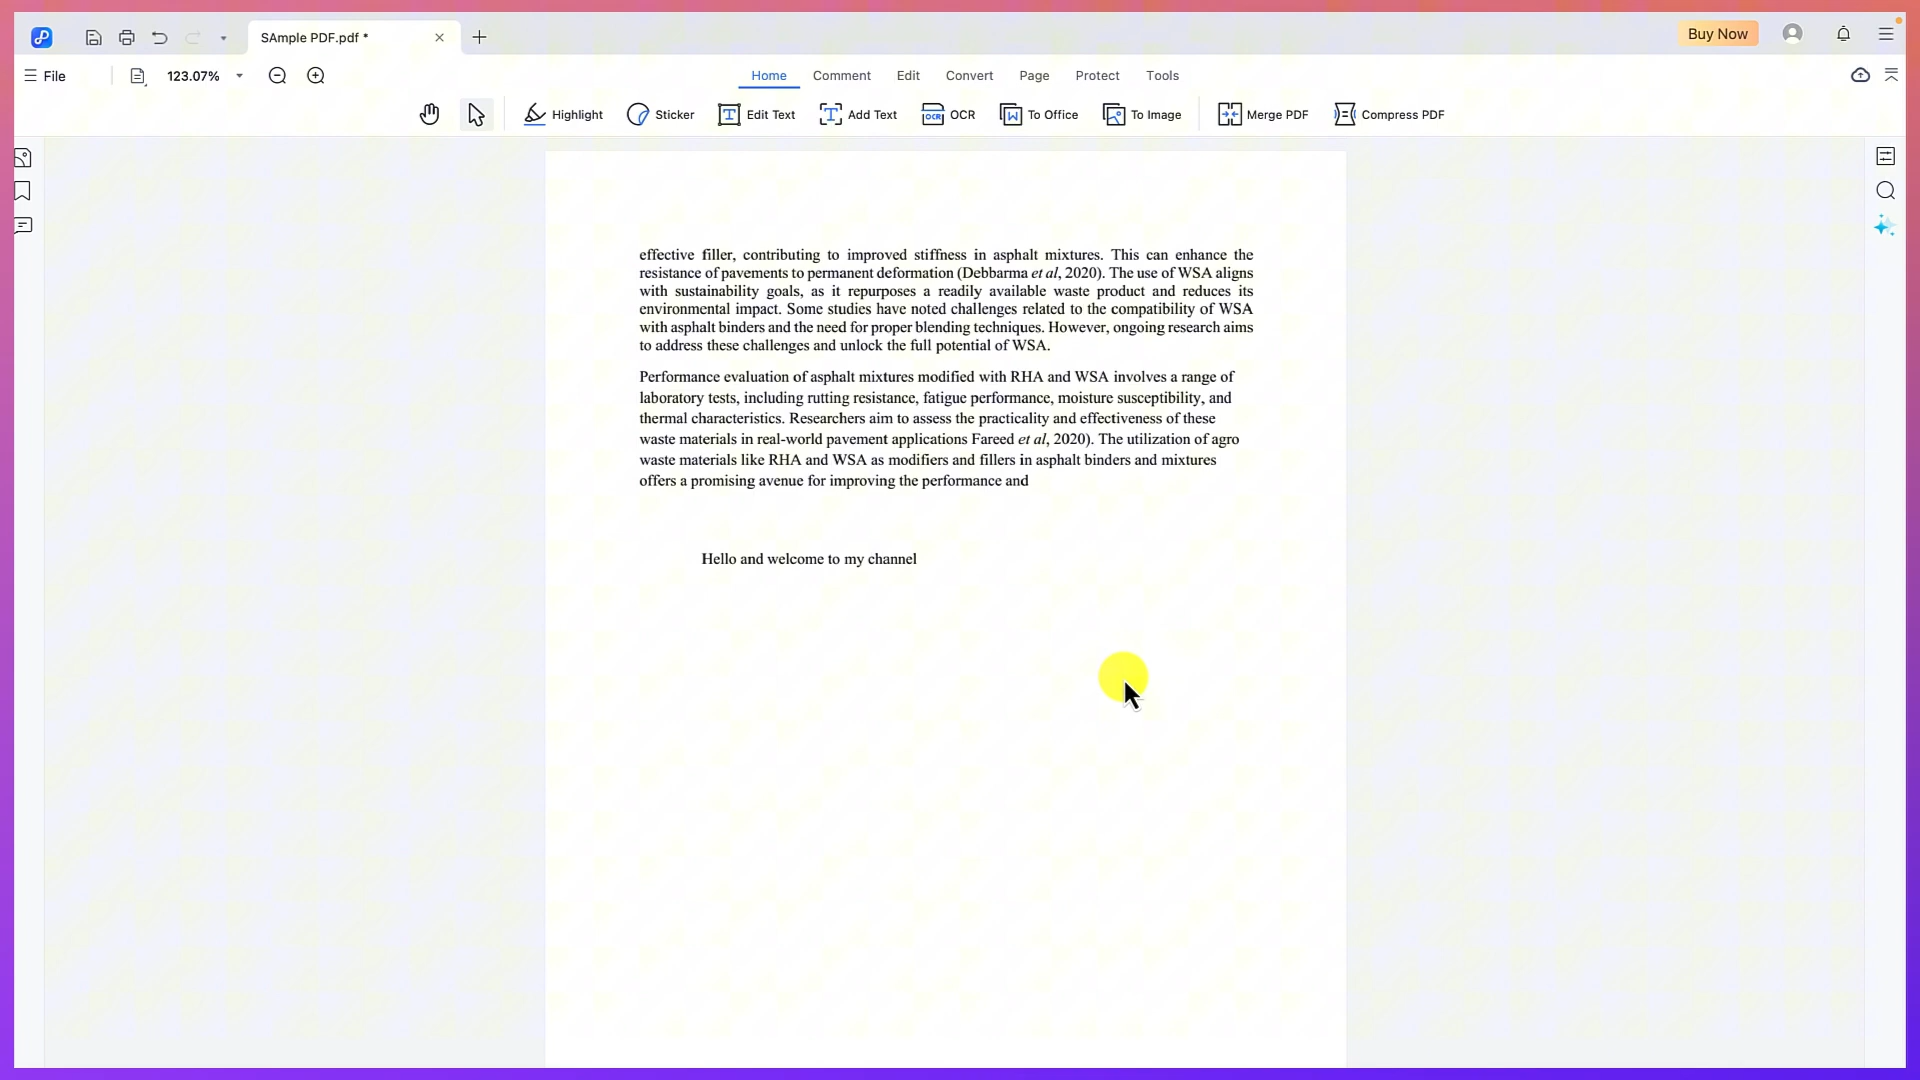 SAmple PDF.pdf *
Buy Now
File
123.07%
Home Comment Edit Convert Page Protect Tools
Highlight Sticker Edit Text Add Text OCR To Office To Image Merge PDF Compress PDF
effective filler, contributing to improved stiffness in asphalt mixtures. This can enhance the
resistance of pavements to permanent deformation (Debbarma et al, 2020). The use of WSA aligns
with sustainability goals, as it repurposes a readily available waste product and reduces its
environmental impact. Some studies have noted challenges related to the compatibility of WSA
with asphalt binders and the need for proper blending techniques. However, ongoing research aims
to address these challenges and unlock the full potential of WSA.
Performance evaluation of asphalt mixtures modified with RHA and WSA involves a range of
laboratory tests, including rutting resistance, fatigue performance, moisture susceptibility, and
thermal characteristics. Researchers aim to assess the practicality and effectiveness of these
waste materials in real-world pavement applications Fareed et al, 2020). The utilization of agro
waste materials like RHA and WSA as modifiers and fillers in asphalt binders and mixtures
offers a promising avenue for improving the performance and
Hello and welcome to my channel